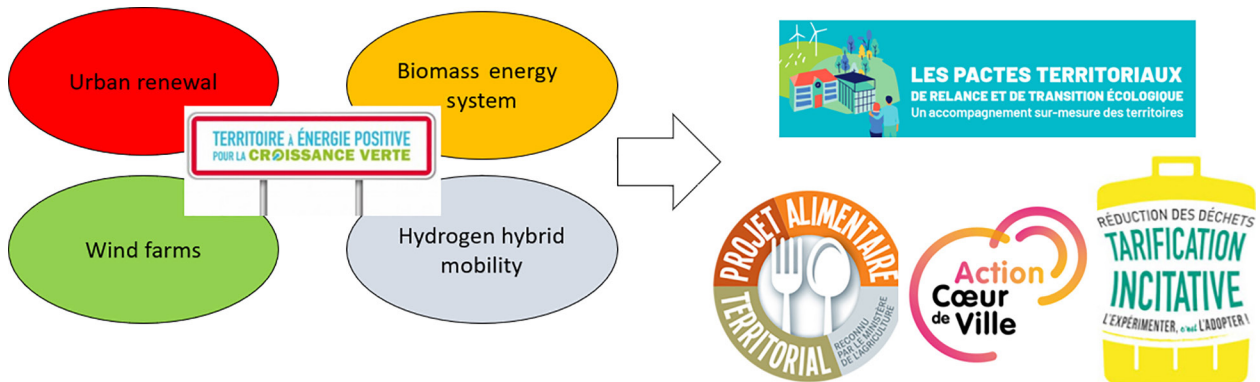 Urban renewal
Biomass energy
system
TERRITOIRE à ÉNERGIE POSITIVE
POUR LA CROISSANCE VERTE
Wind farms
Hydrogen hybrid
mobility
LES PACTES TERRITORIAUX
DE RELANCE ET DE TRANSITION ÉCOLOGIQUE
Un accompagnement sur-mesure des territoires
PROJET ALIMENTAIRE
TERRITORIAL
RECONNU
PAR LE MINISTÈRE
DE L'AGRICULTURE
Action
Cœur
de Ville
RÉDUCTION DES DÉCHETS
TARIFICATION
INCITATIVE
L'EXPÉRIMENTER, c'est L'ADOPTER !